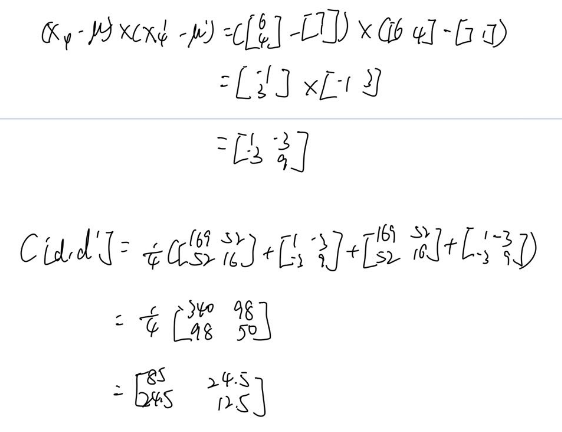 (x_φ - μ) × (x'_φ - μ') = ([6 4] - [7 1]) × ([6 4] - [7 1])
= [-1 3] × [-1 3]
= [1 -3 -3 9]
C[d,d'] = 1/4 ([169 52 52 16] + [1 -3 -3 9] + [169 52 52 16] + [1 -3 -3 9])
= 1/4 [340 98 98 50]
= [85 24.5 24.5 12.5]